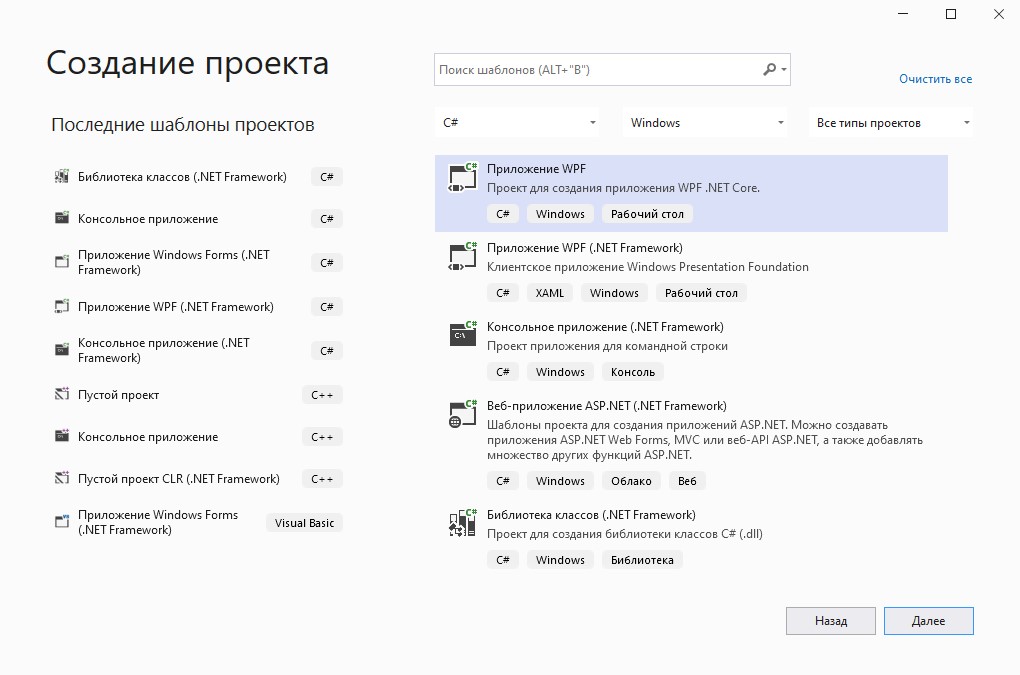 Создание проекта
Поиск шаблонов (ALT+"B")
Очистить все
Последние шаблоны проектов
C#
Windows
Все типы проектов
Библиотека классов (.NET Framework)
C#
Консольное приложение
C#
Приложение Windows Forms (.NET
Framework)
C#
Приложение WPF (.NET Framework)
C#
Консольное приложение (.NET
Framework)
C#
Пустой проект
C++
Консольное приложение
C++
Пустой проект CLR (.NET Framework)
C++
Приложение Windows Forms
(.NET Framework)
Visual Basic
Приложение WPF
Проект для создания приложения WPF .NET Core.
C# Windows Рабочий стол
Приложение WPF (.NET Framework)
Клиентское приложение Windows Presentation Foundation
C# XAML Windows Рабочий стол
Консольное приложение (.NET Framework)
Проект приложения для командной строки
C# Windows Консоль
Веб-приложение ASP.NET (.NET Framework)
Шаблоны проекта для создания приложений ASP.NET. Можно создавать
приложения ASP.NET Web Forms, MVC или веб-API ASP.NET, а также добавлять
множество других функций ASP.NET.
C# Windows Облако Веб
Библиотека классов (.NET Framework)
Проект для создания библиотеки классов C# (.dll)
C# Windows Библиотека
Назад
Далее